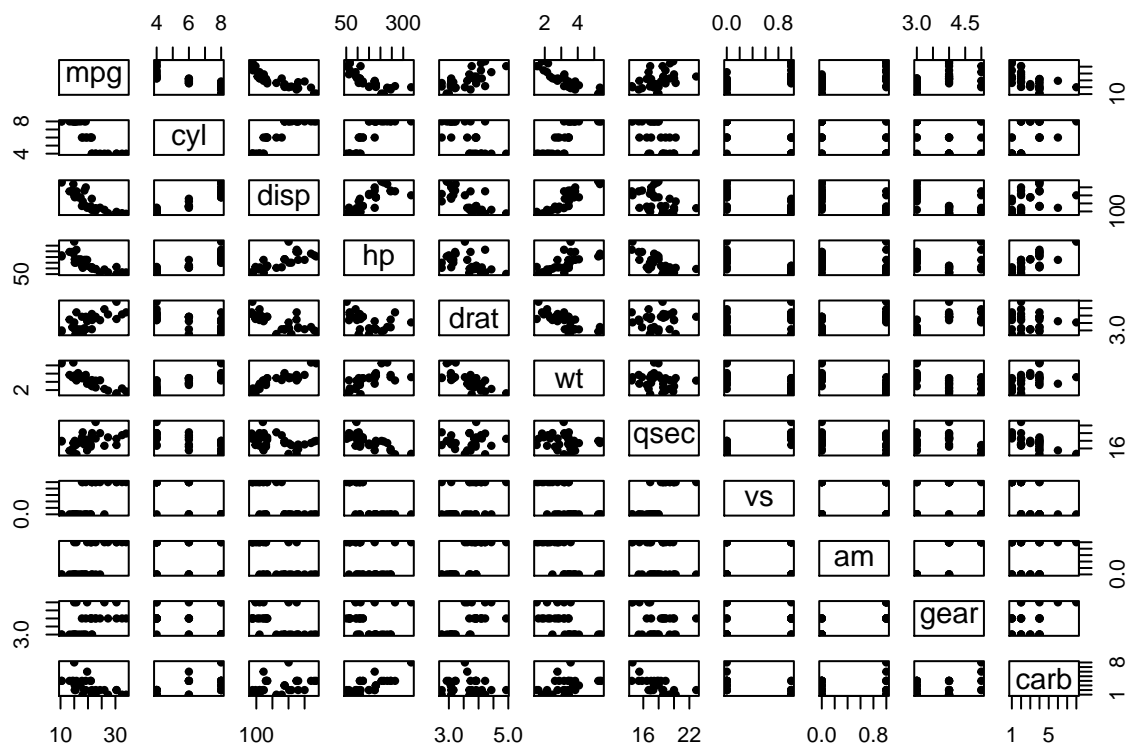 4 6 8 50 300 2 4 0.0 1.0 3.0 4.5
mpg 10
4 8 cyl
disp 100
50 hp
drat 3.0
2 wt
qsec 16
0.0 vs
am 0.0
3.0 gear
carb 1 8
10 20 30 100 3.0 5.0 16 22 0.0 0.8 1 5